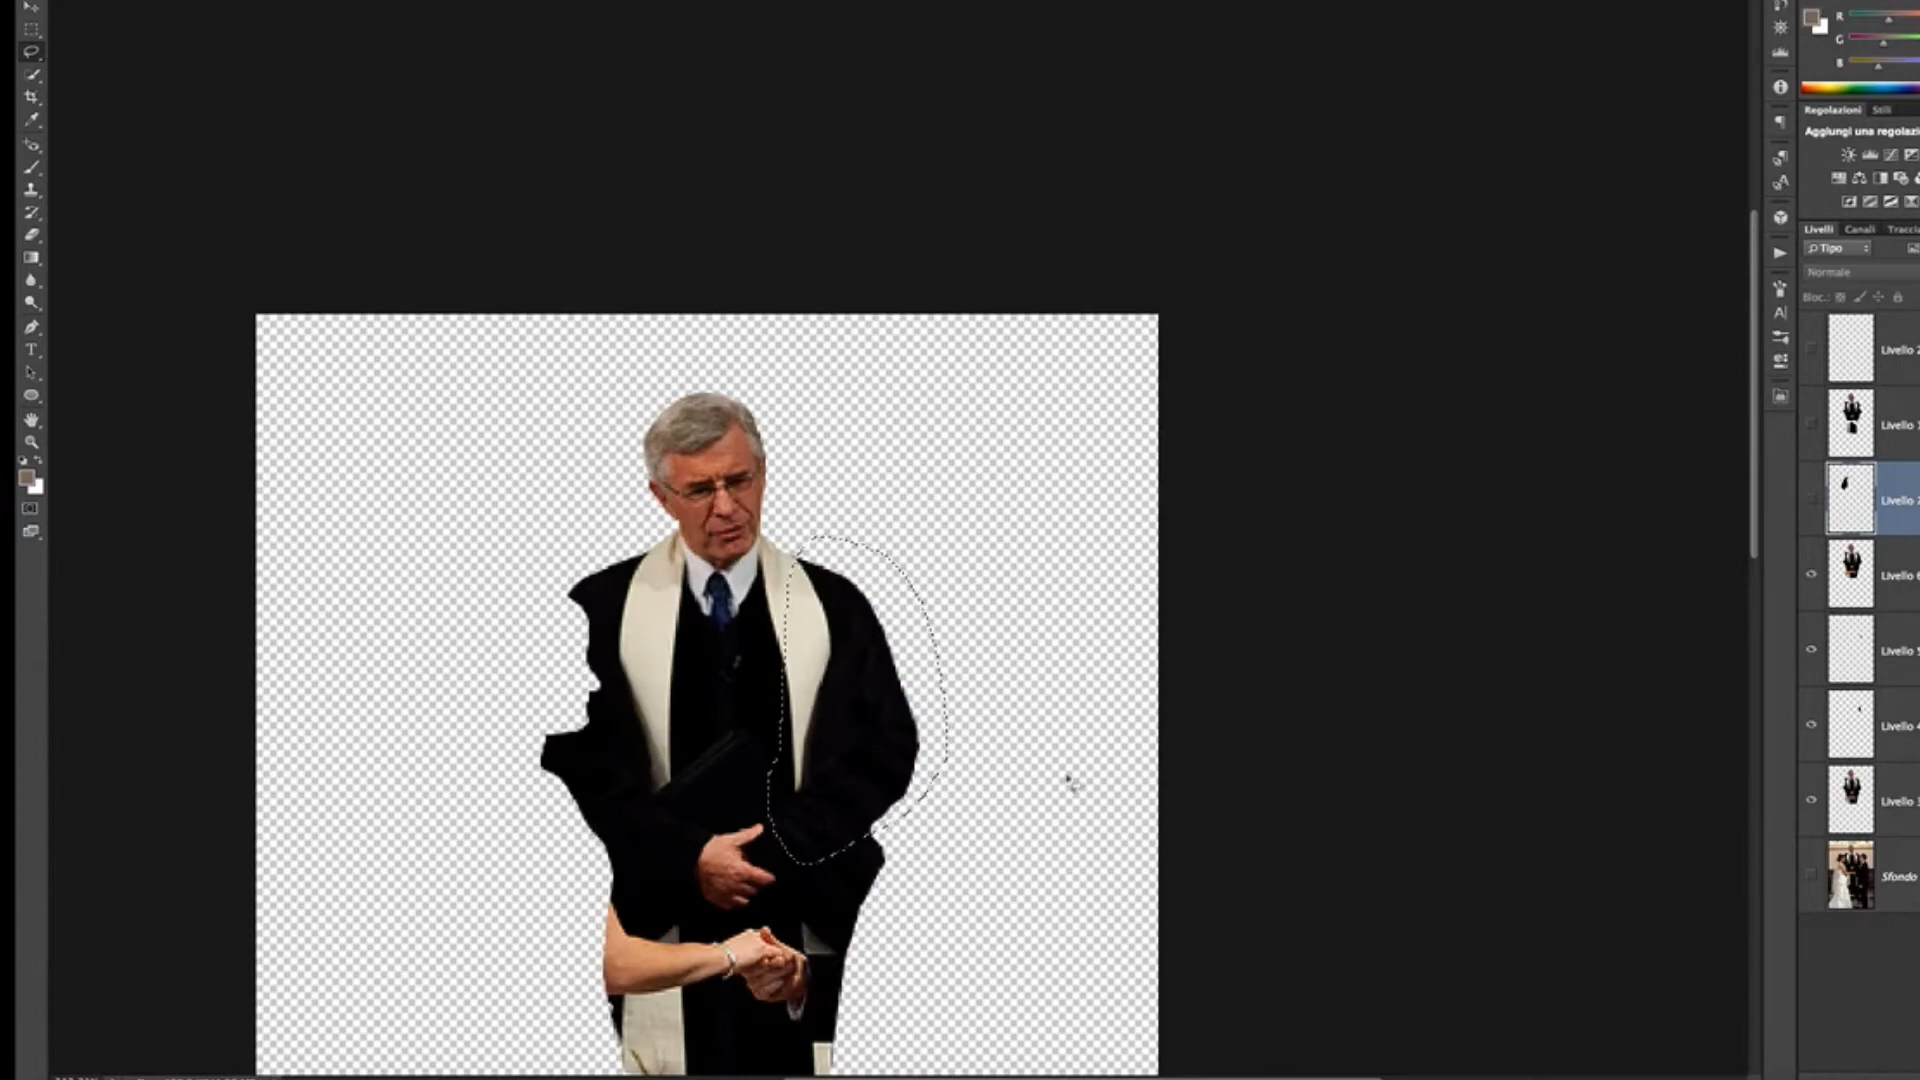 R
G
B
Regolazioni Stili
Aggiungi una regolazi
Livelli Canali Tracci
Tipo
Normale
Bloc.:
Livello
Livello
Livello
Livello
Livello
Livello
Livello
Sfondo